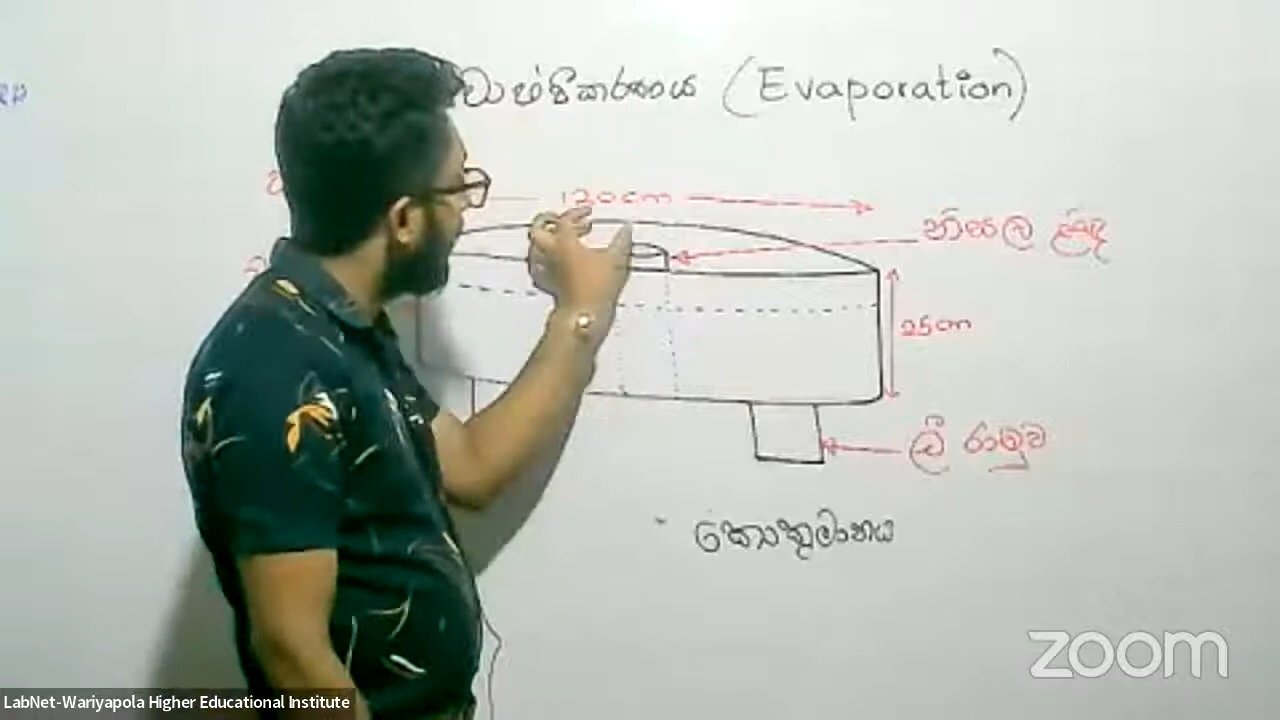 වාෂ්පීකරණය (Evaporation)
120cm
නිසල ළිඳ
25cm
ලී රාමුව
කොතුමානය
zoom
LabNet-Wariyapola Higher Educational Institute